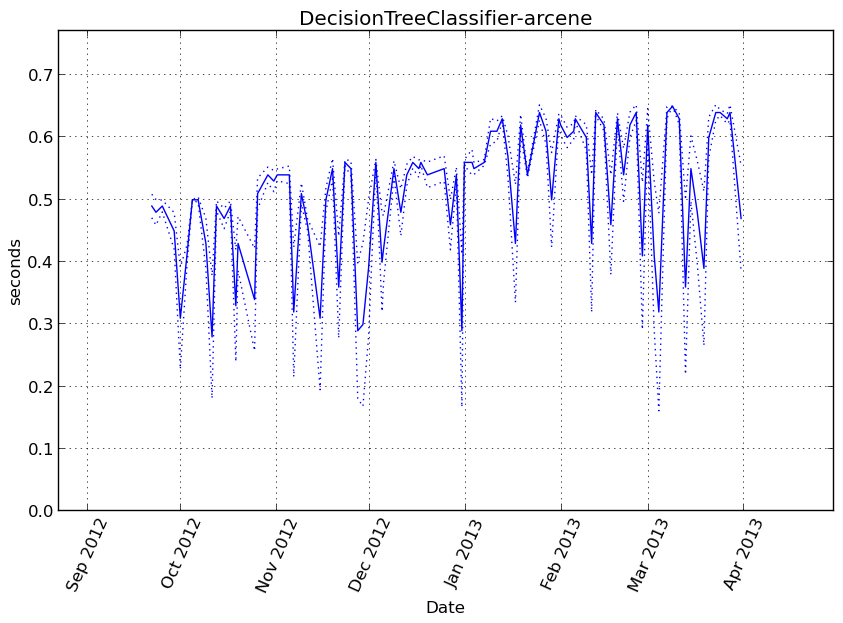 DecisionTreeClassifier-arcene
seconds
0.7
0.6
0.5
0.4
0.3
0.2
0.1
0.0
Sep 2012
Oct 2012
Nov 2012
Dec 2012
Jan 2013
Feb 2013
Mar 2013
Apr 2013
Date